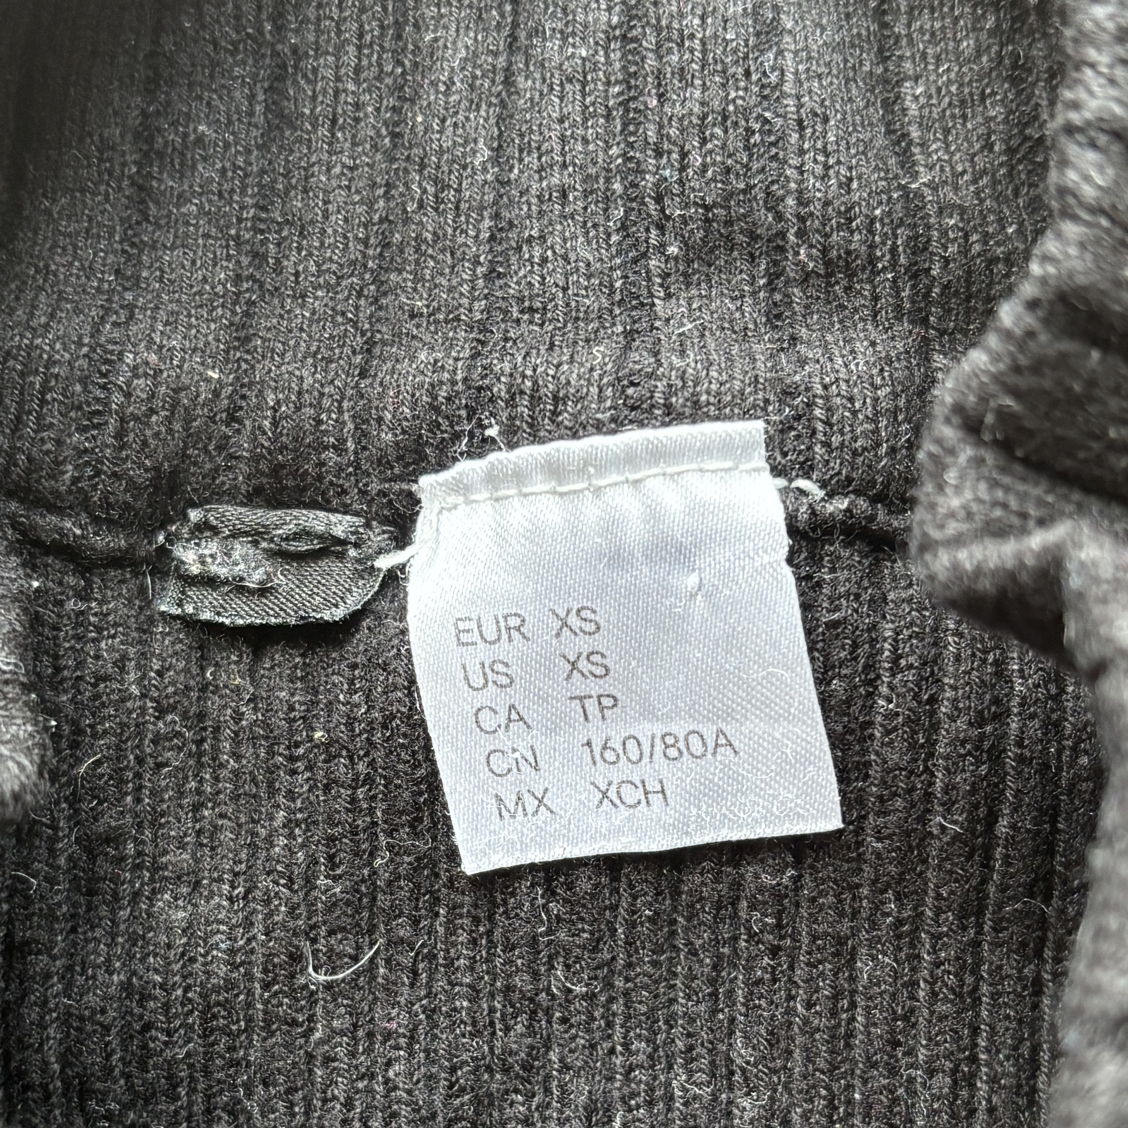 EUR XS
US XS
CA TP
CN 160/80A
MX XCH